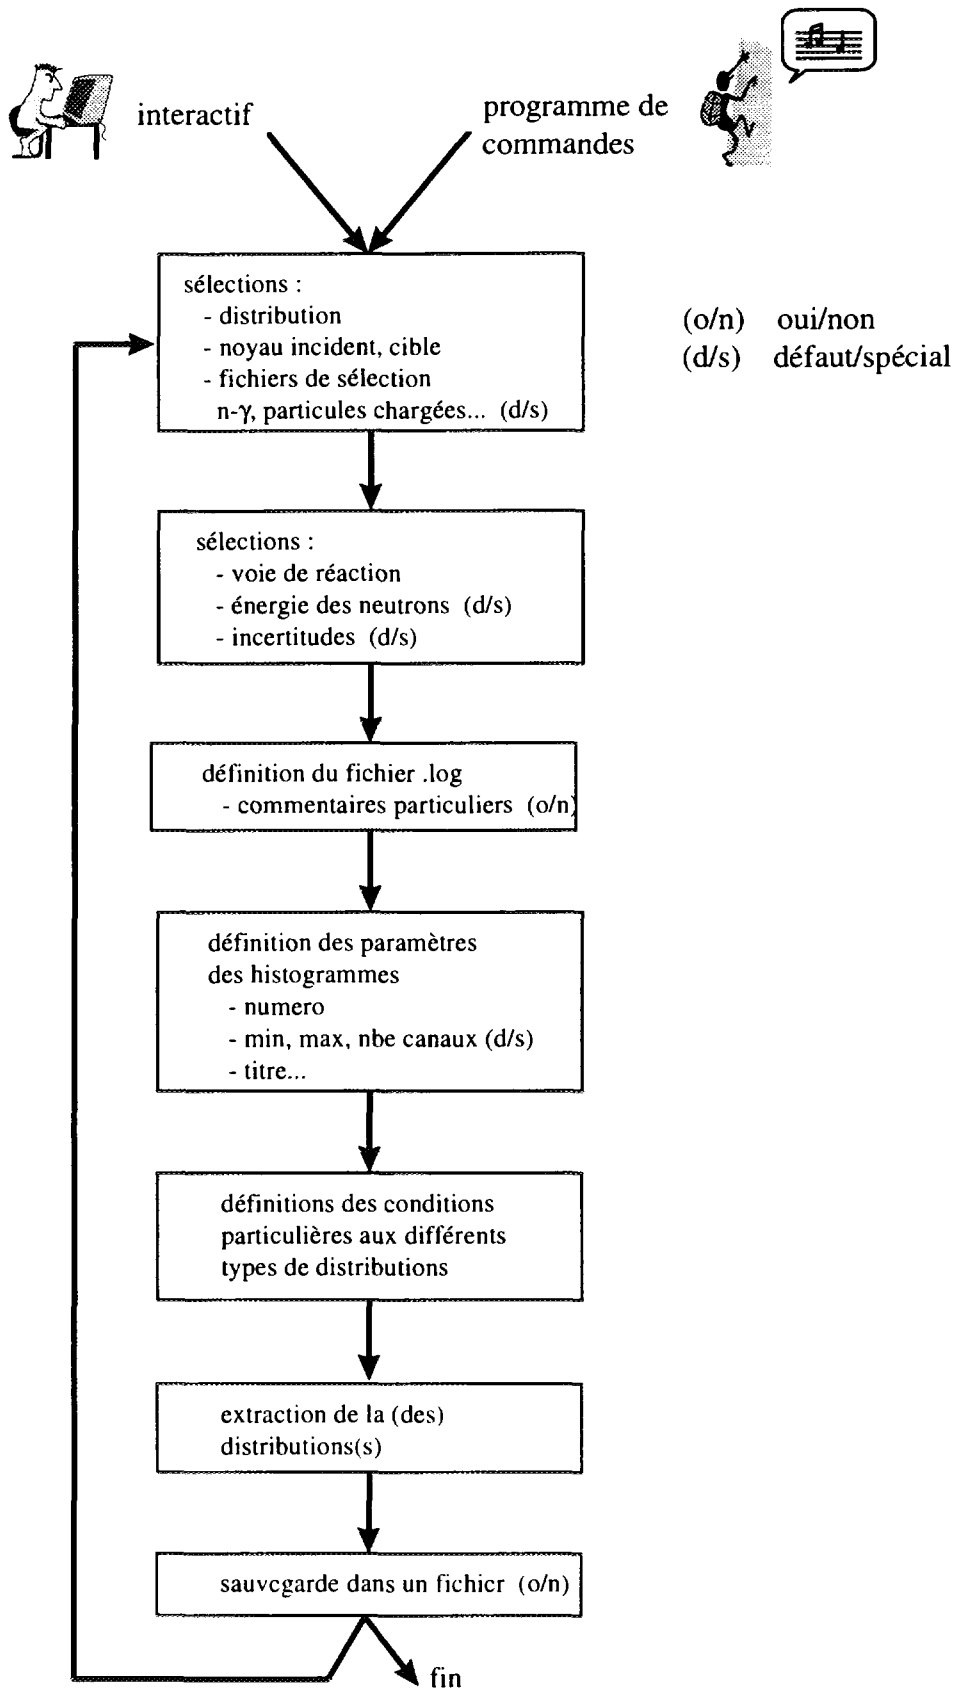 interactif
programme de
commandes
sélections :
- distribution
- noyau incident, cible
- fichiers de sélection
n-γ, particules chargées... (d/s)
(o/n) oui/non
(d/s) défaut/spécial
sélections :
- voie de réaction
- énergie des neutrons (d/s)
- incertitudes (d/s)
définition du fichier .log
- commentaires particuliers (o/n)
définition des paramètres
des histogrammes
- numero
- min, max, nbe canaux (d/s)
- titre...
définitions des conditions
particulières aux différents
types de distributions
extraction de la (des)
distributions(s)
sauvegarde dans un fichier (o/n)
fin